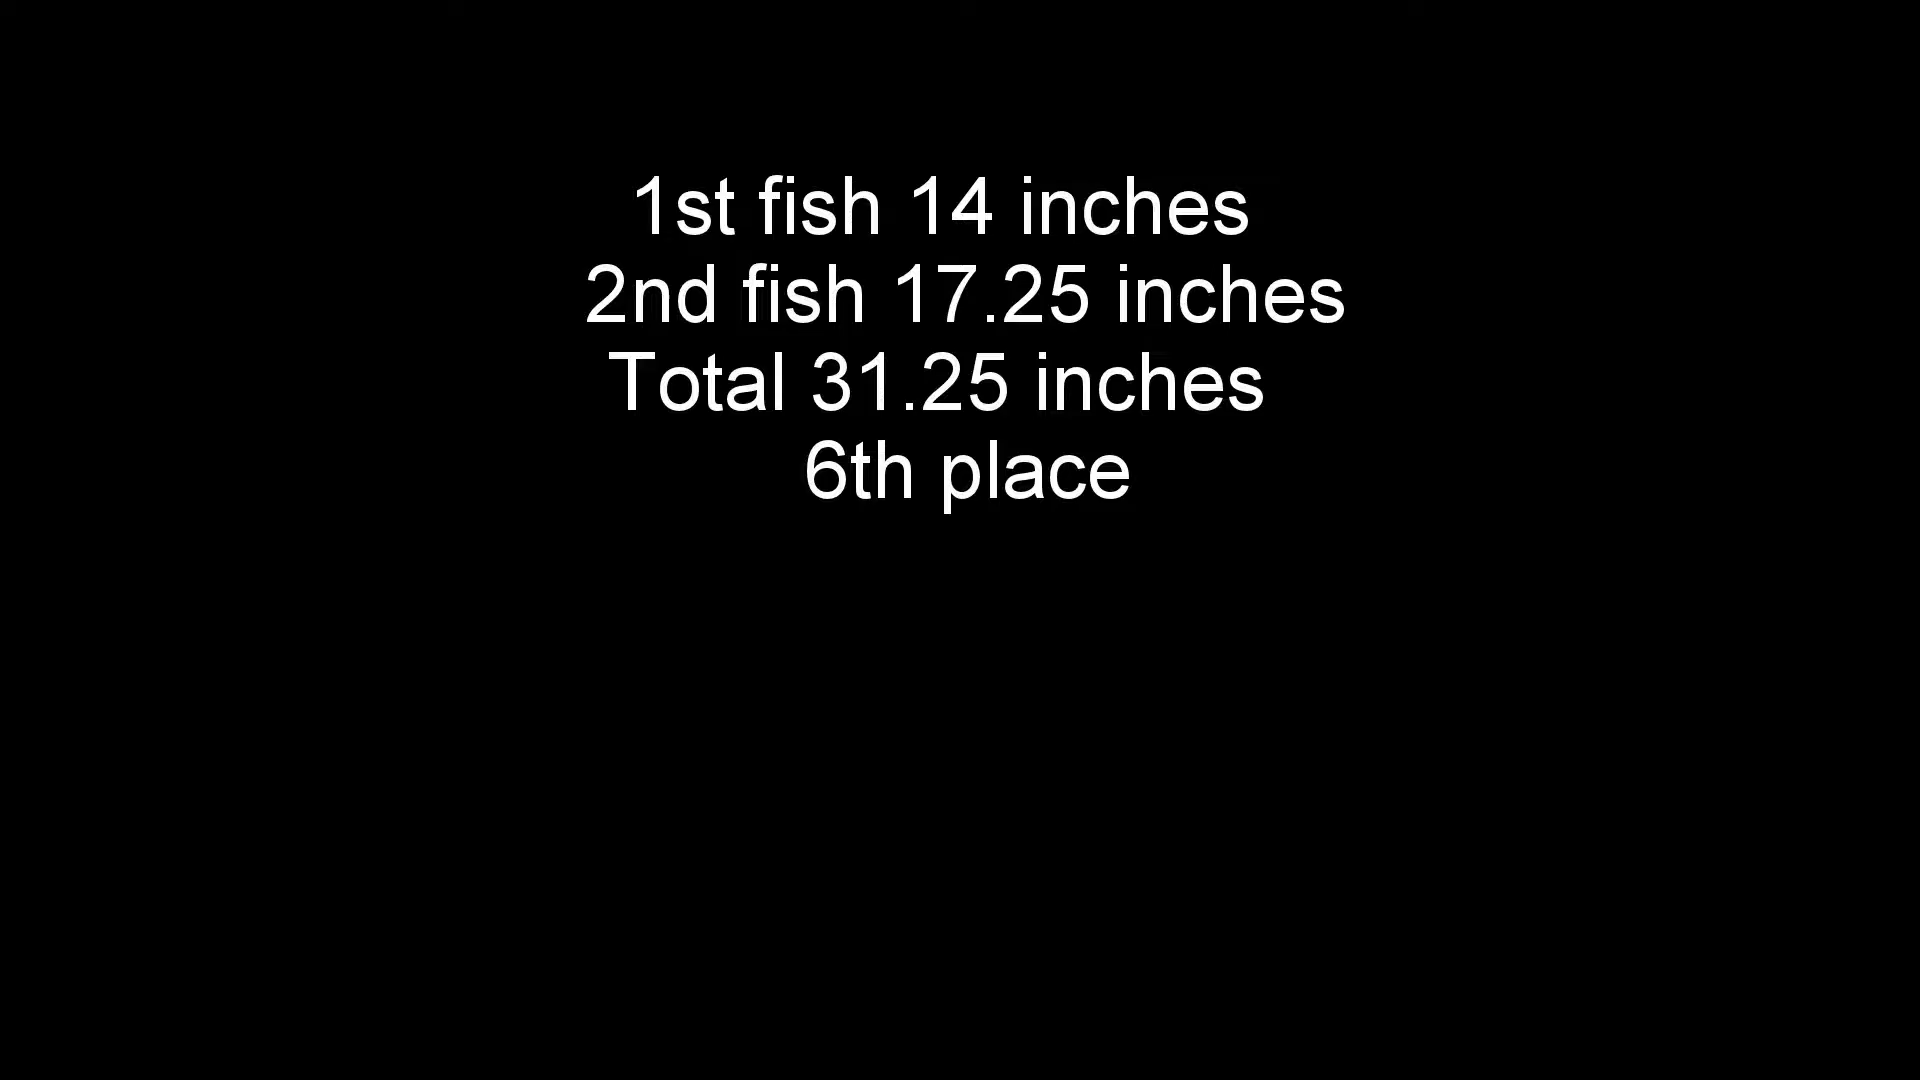 1st fish 14 inches
2nd fish 17.25 inches
Total 31.25 inches
6th place